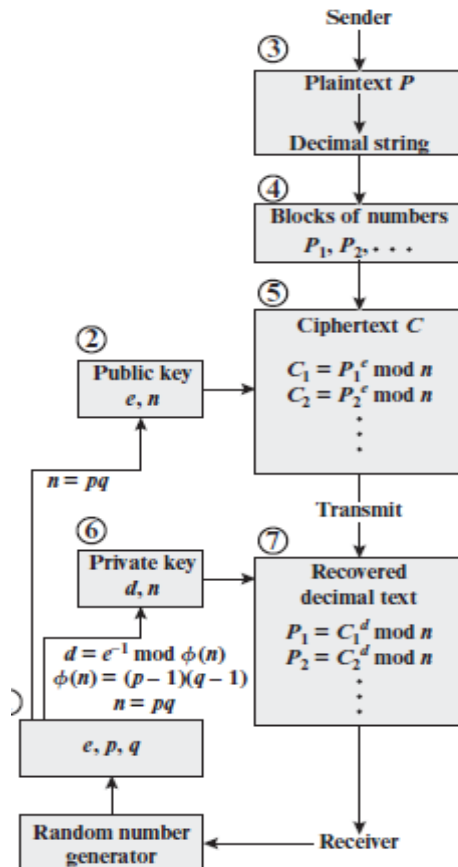 Sender
③
Plaintext P
Decimal string
④
Blocks of numbers
P₁, P₂, . . .
⑤
Ciphertext C
C₁ = P₁ᵉ mod n
C₂ = P₂ᵉ mod n
②
Public key
e, n
n = pq
Transmit
⑥
Private key
d, n
⑦
Recovered
decimal text
P₁ = C₁ᵈ mod n
P₂ = C₂ᵈ mod n
d = e⁻¹ mod ϕ(n)
ϕ(n) = (p – 1)(q – 1)
n = pq
e, p, q
Random number
generator
Receiver